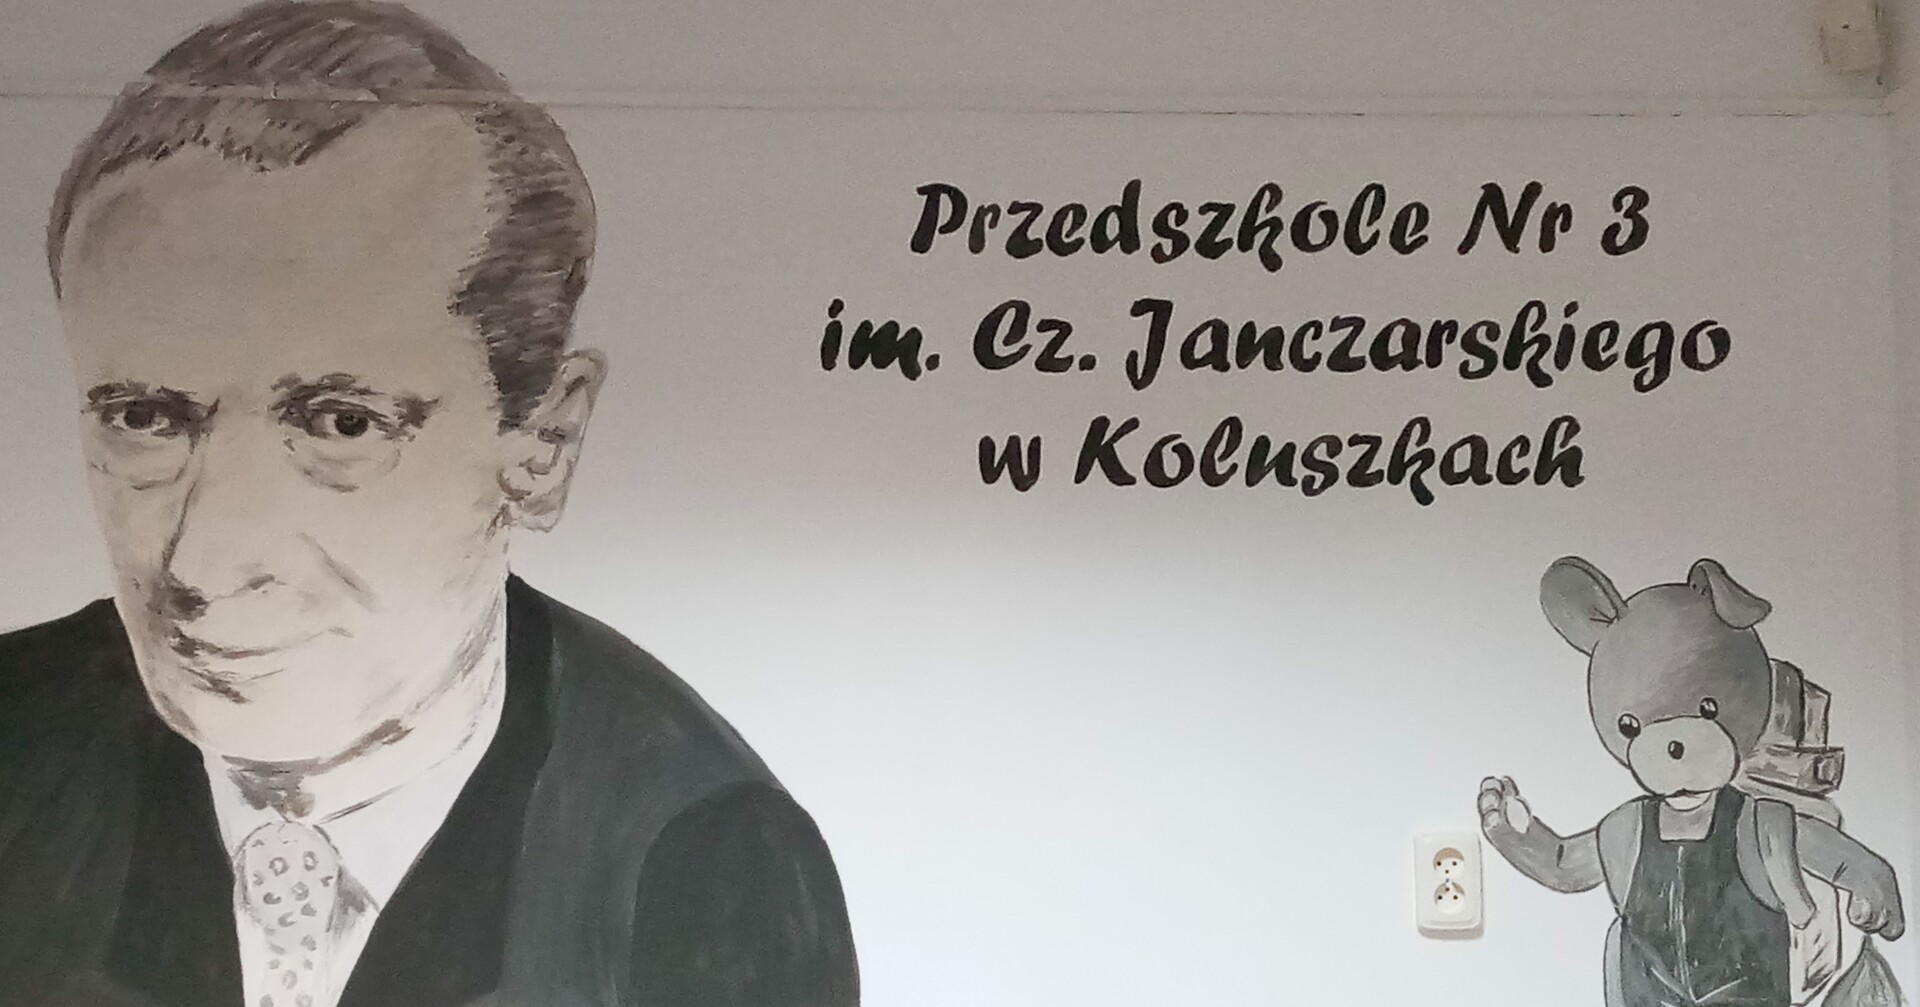 Przedszkole Nr 3
im. Cz. Janczarskiego
w Koluszkach